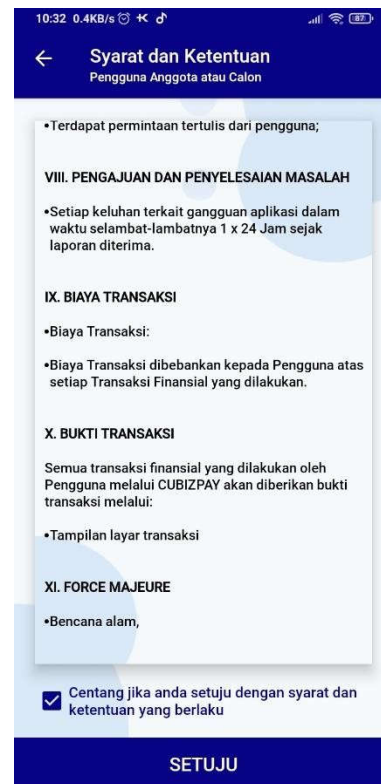 10:32 0.4KB/s
87
Syarat dan Ketentuan
Pengguna Anggota atau Calon
•Terdapat permintaan tertulis dari pengguna;
VIII. PENGAJUAN DAN PENYELESAIAN MASALAH
•Setiap keluhan terkait gangguan aplikasi dalam
waktu selambat-lambatnya 1 x 24 Jam sejak
laporan diterima.
IX. BIAYA TRANSAKSI
•Biaya Transaksi:
•Biaya Transaksi dibebankan kepada Pengguna atas
setiap Transaksi Finansial yang dilakukan.
X. BUKTI TRANSAKSI
Semua transaksi finansial yang dilakukan oleh
Pengguna melalui CUBIZPAY akan diberikan bukti
transaksi melalui:
•Tampilan layar transaksi
XI. FORCE MAJEURE
•Bencana alam,
Centang jika anda setuju dengan syarat dan
ketentuan yang berlaku
SETUJU